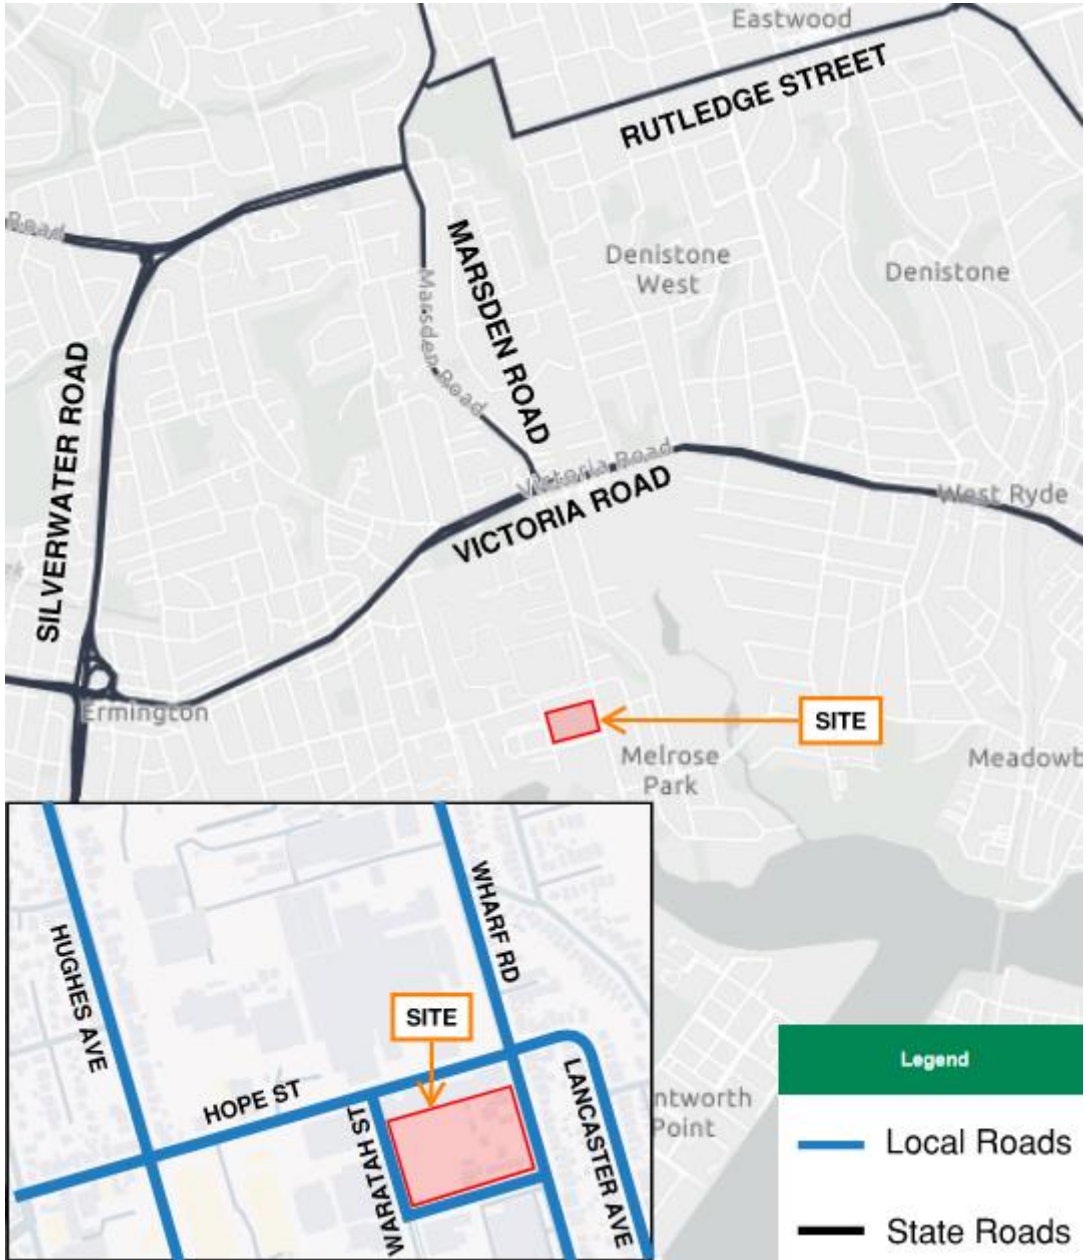 Eastwood
RUTLEDGE STREET
Road
MARSDEN ROAD
Denistone
West
Denistone
Marsden Road
SILVERWATER ROAD
Victoria Road
VICTORIA ROAD
West Ryde
Ermington
SITE
Melrose
Park
Meadowb
HUGHES AVE
WHARF RD
SITE
HOPE ST
WARATAH ST
LANCASTER AVE
ntworth
Point
Legend
Local Roads
State Roads